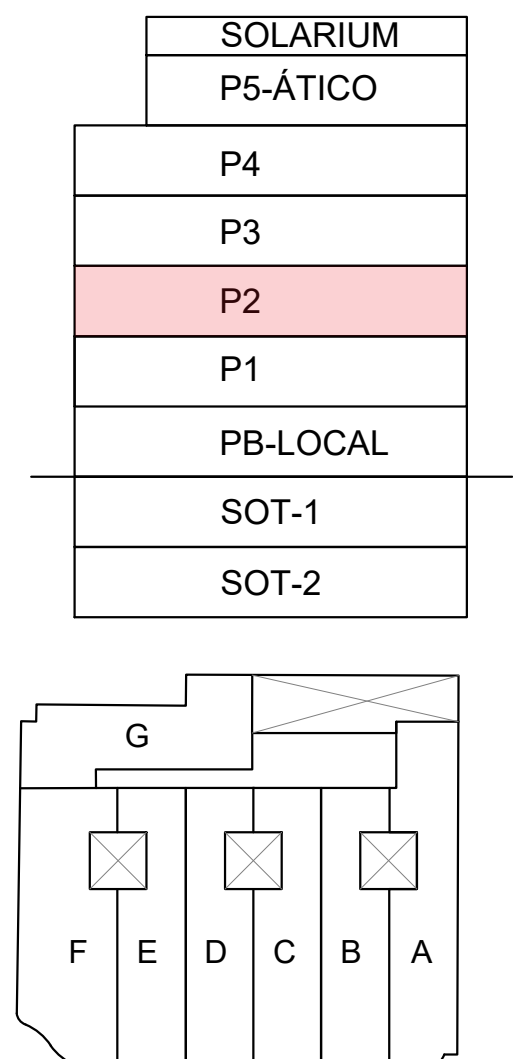 SOLARIUM
P5-ÁTICO
P4
P3
P2
P1
PB-LOCAL
SOT-1
SOT-2
G
F E D C B A